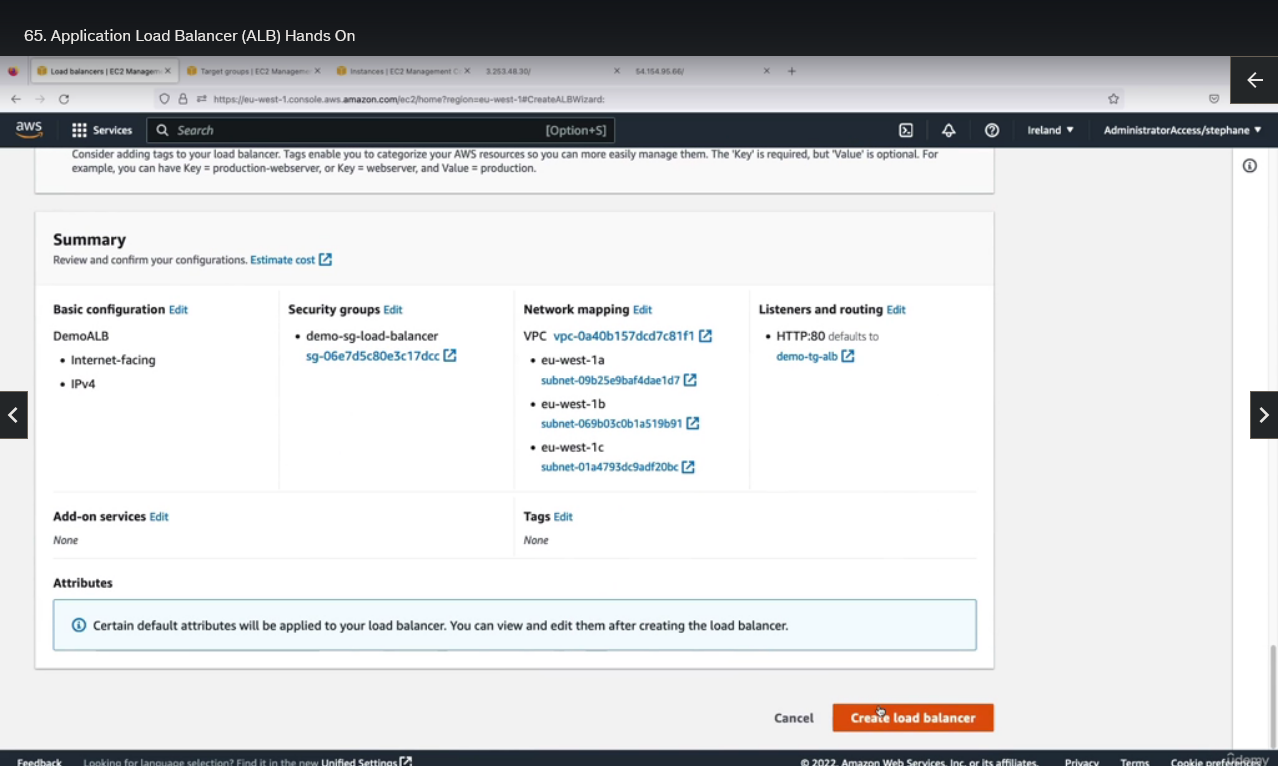 65. Application Load Balancer (ALB) Hands On
Load balancers | EC2 Managem
Target groups | EC2 Manageme
Instances | EC2 Management C
3.253.48.30/
54.154.95.66/
https://eu-west-1.console.aws.amazon.com/ec2/home?region=eu-west-1#CreateALBWizard:
aws
Services
Search
[Option+S]
Ireland
AdministratorAccess/stephane
Consider adding tags to your load balancer. Tags enable you to categorize your AWS resources so you can more easily manage them. The 'Key' is required, but 'Value' is optional. For
example, you can have Key = production-webserver, or Key = webserver, and Value = production.
Summary
Review and confirm your configurations. Estimate cost
Basic configuration Edit
DemoALB
• Internet-facing
• IPv4
Security groups Edit
• demo-sg-load-balancer
sg-06e7d5c80e3c17dcc
Network mapping Edit
VPC vpc-0a40b157dcd7c81f1
• eu-west-1a
subnet-09b25e9baf4dae1d7
• eu-west-1b
subnet-069b03c0b1a519b91
• eu-west-1c
subnet-01a4793dc9adf20bc
Listeners and routing Edit
• HTTP:80 defaults to
demo-tg-alb
Add-on services Edit
None
Tags Edit
None
Attributes
Certain default attributes will be applied to your load balancer. You can view and edit them after creating the load balancer.
Cancel
Create load balancer
Feedback
Looking for language selection? Find it in the new Unified Settings
© 2022, Amazon Web Services, Inc. or its affiliates.
Privacy
Terms
Cookie preferences
udemy